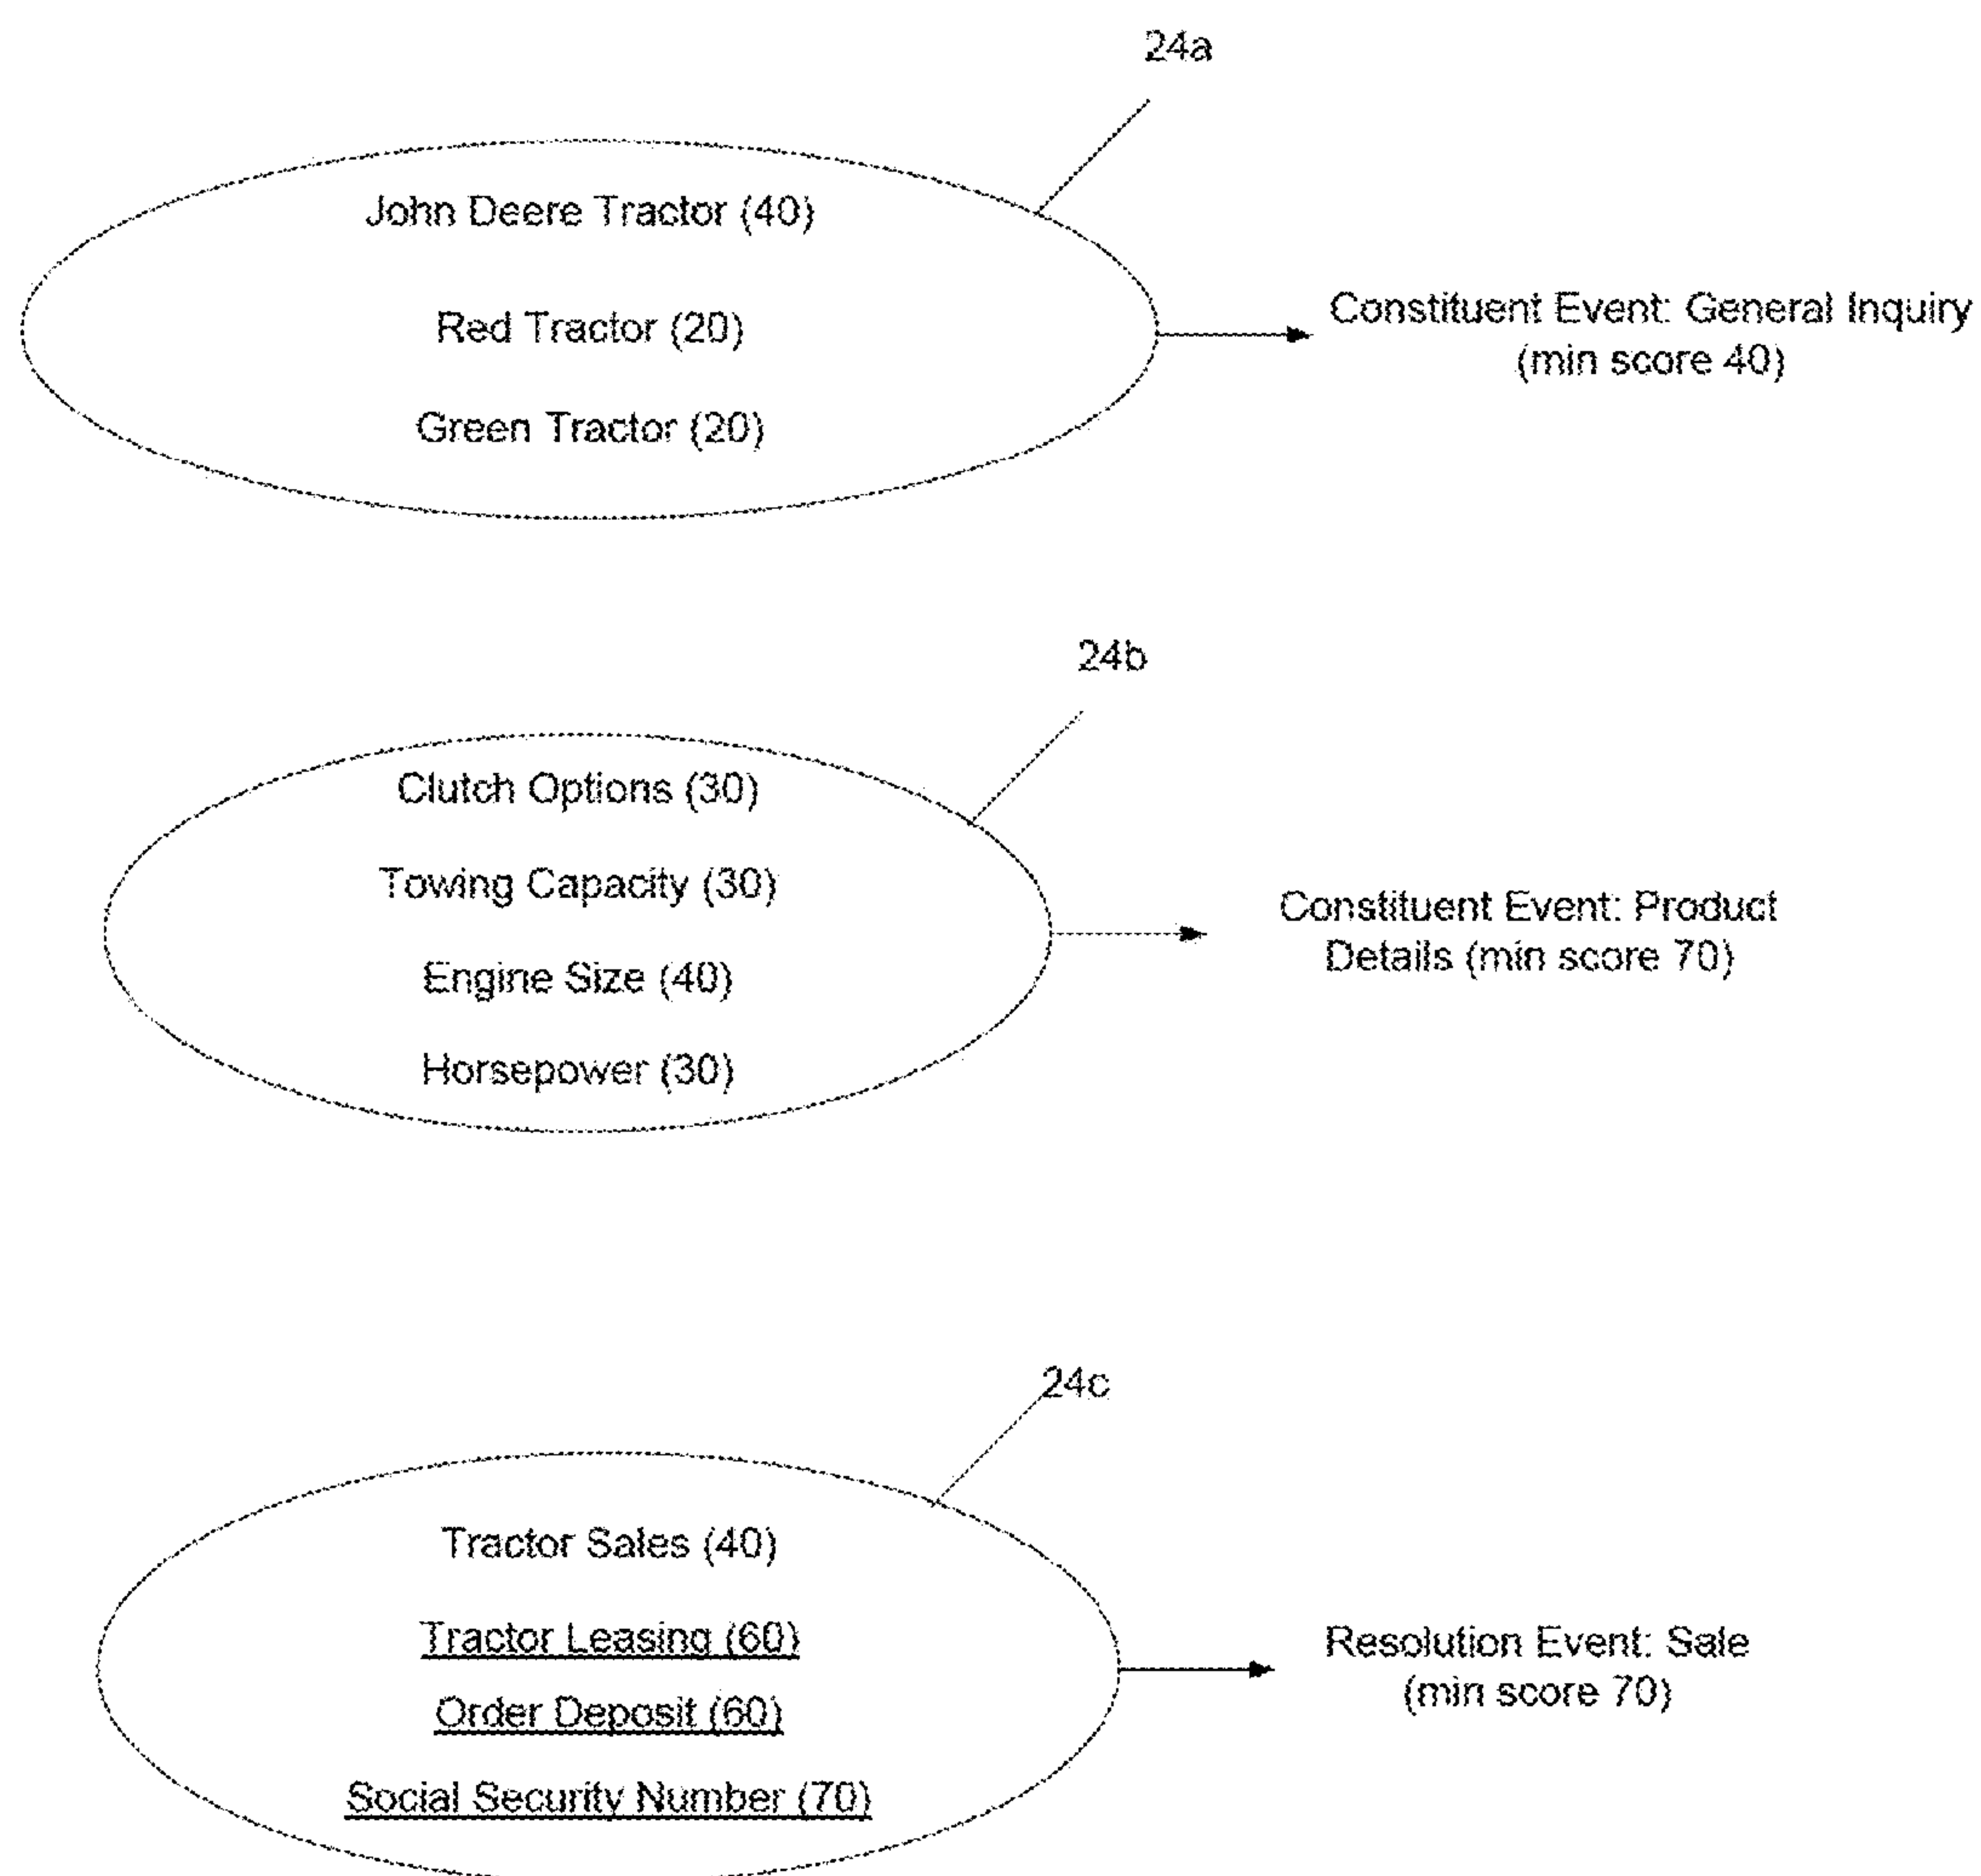 24a
John Deere Tractor (40)
Red Tractor (20)
Green Tractor (20)
Constituent Event: General Inquiry
(min score 40)
24b
Clutch Options (30)
Towing Capacity (30)
Engine Size (40)
Horsepower (30)
Constituent Event: Product
Details (min score 70)
24c
Tractor Sales (40)
Tractor Leasing (60)
Order Deposit (60)
Social Security Number (70)
Resolution Event: Sale
(min score 70)